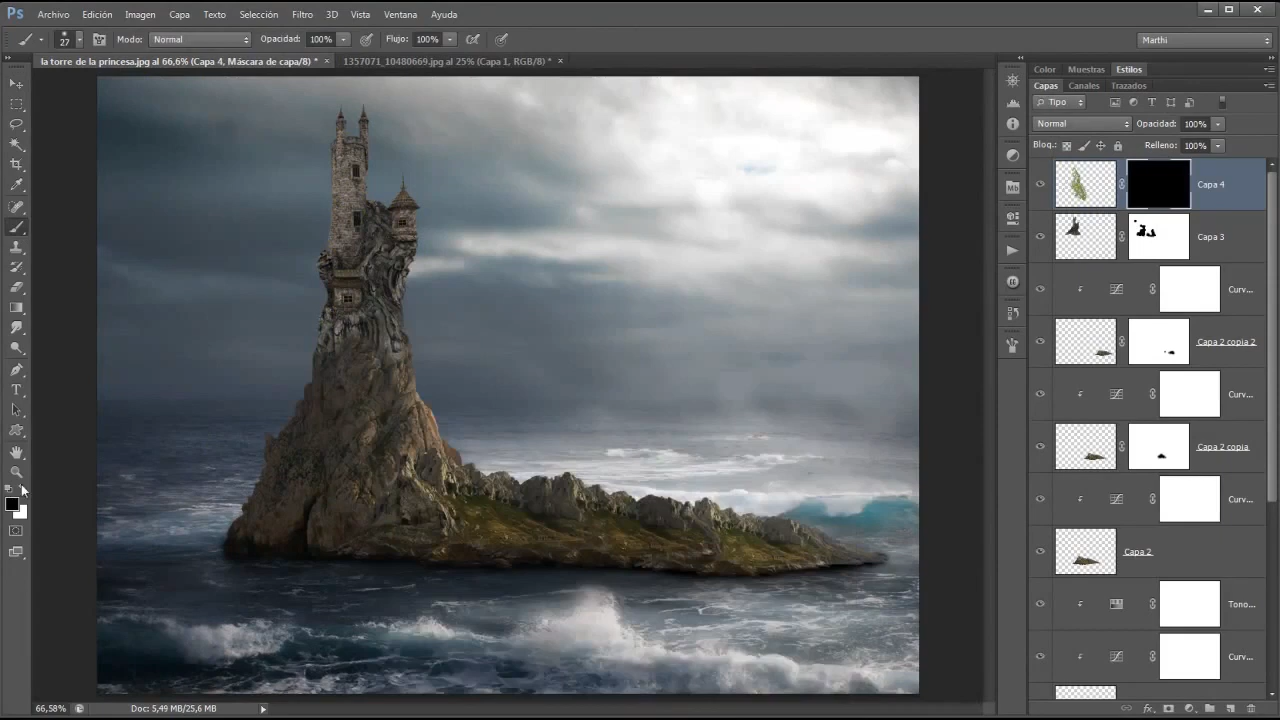 Ps Archivo Edición Imagen Capa Texto Selección Filtro 3D Vista Ventana Ayuda
27 Modo: Normal Opacidad: 100% Flujo: 100% Marthi
la torre de la princesa.jpg al 66,6% (Capa 4, Máscara de capa/8) * × 1357071_10480669.jpg al 25% (Capa 1, RGB/8) * ×
Color Muestras Estilos
Capas Canales Trazados
Tipo
Normal Opacidad: 100%
Bloq.: Relleno: 100%
Capa 4
Mb
Capa 3
Curv...
Capa 2 copia 2
Curv...
Capa 2 copia
Curv...
Capa 2
Tono...
Curv...
66,58% Doc: 5,49 MB/25,6 MB